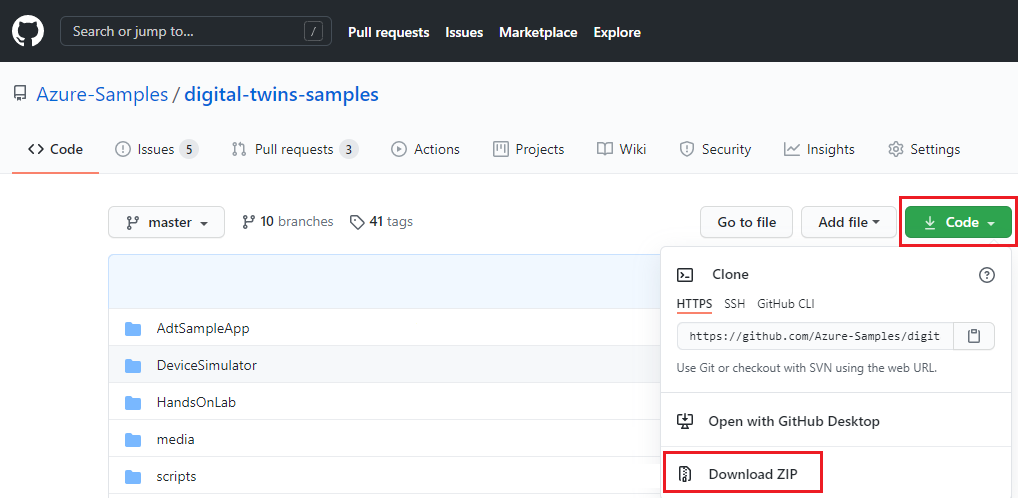 Search or jump to... /
Pull requests Issues Marketplace Explore
Azure-Samples / digital-twins-samples
Code Issues 5 Pull requests 3 Actions Projects Wiki Security Insights Settings
master 10 branches 41 tags Go to file Add file Code
Clone
HTTPS SSH GitHub CLI
https://github.com/Azure-Samples/digit
Use Git or checkout with SVN using the web URL.
Open with GitHub Desktop
Download ZIP
AdtSampleApp
DeviceSimulator
HandsOnLab
media
scripts